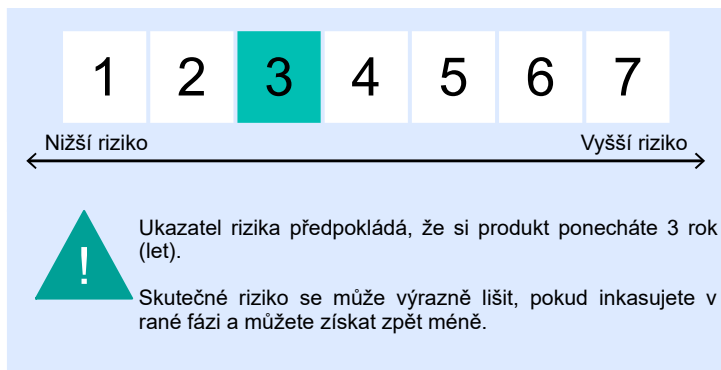 1 2 3 4 5 6 7
Nižší riziko Vyšší riziko
Ukazatel rizika předpokládá, že si produkt ponecháte 3 rok
(let).
Skutečné riziko se může výrazně lišit, pokud inkasujete v
rané fázi a můžete získat zpět méně.
!